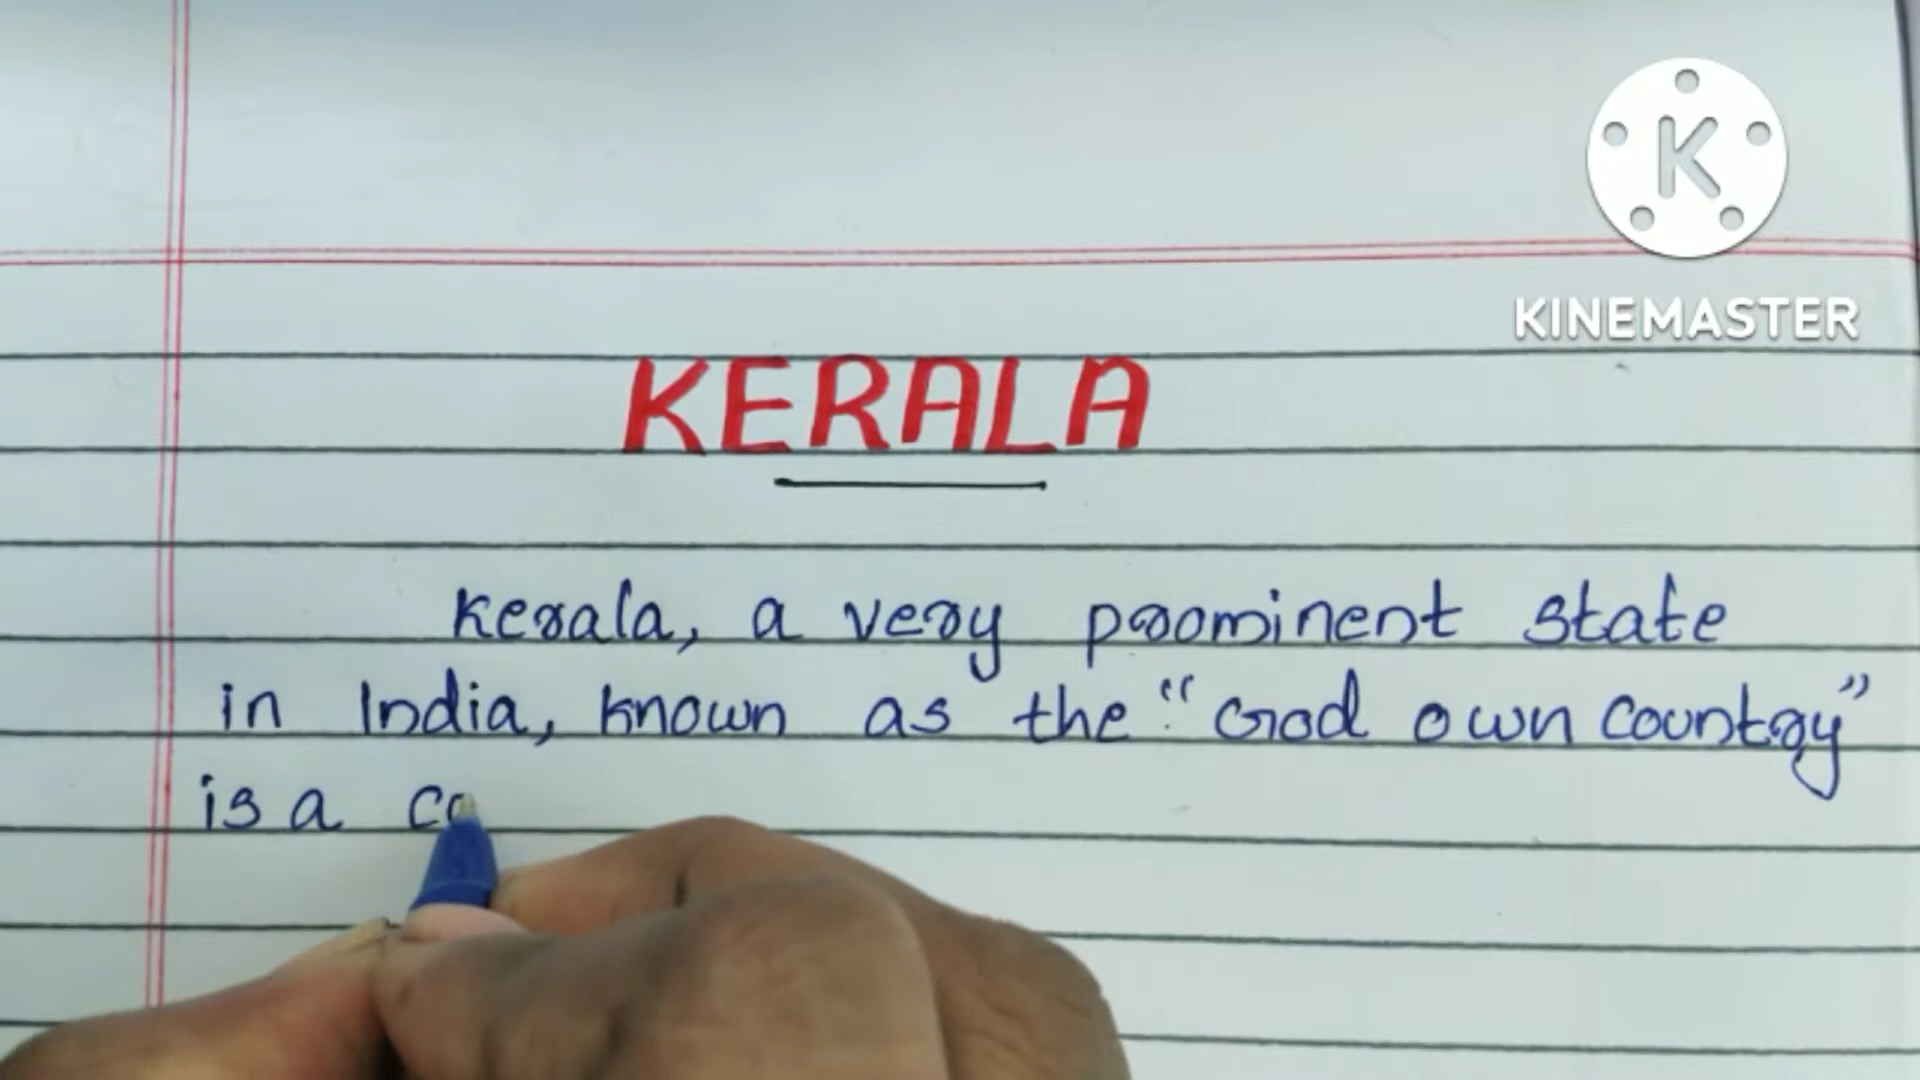 KINEMASTER
KERALA
Kerala, a very prominent state
in India, known as the "God own country"
is a